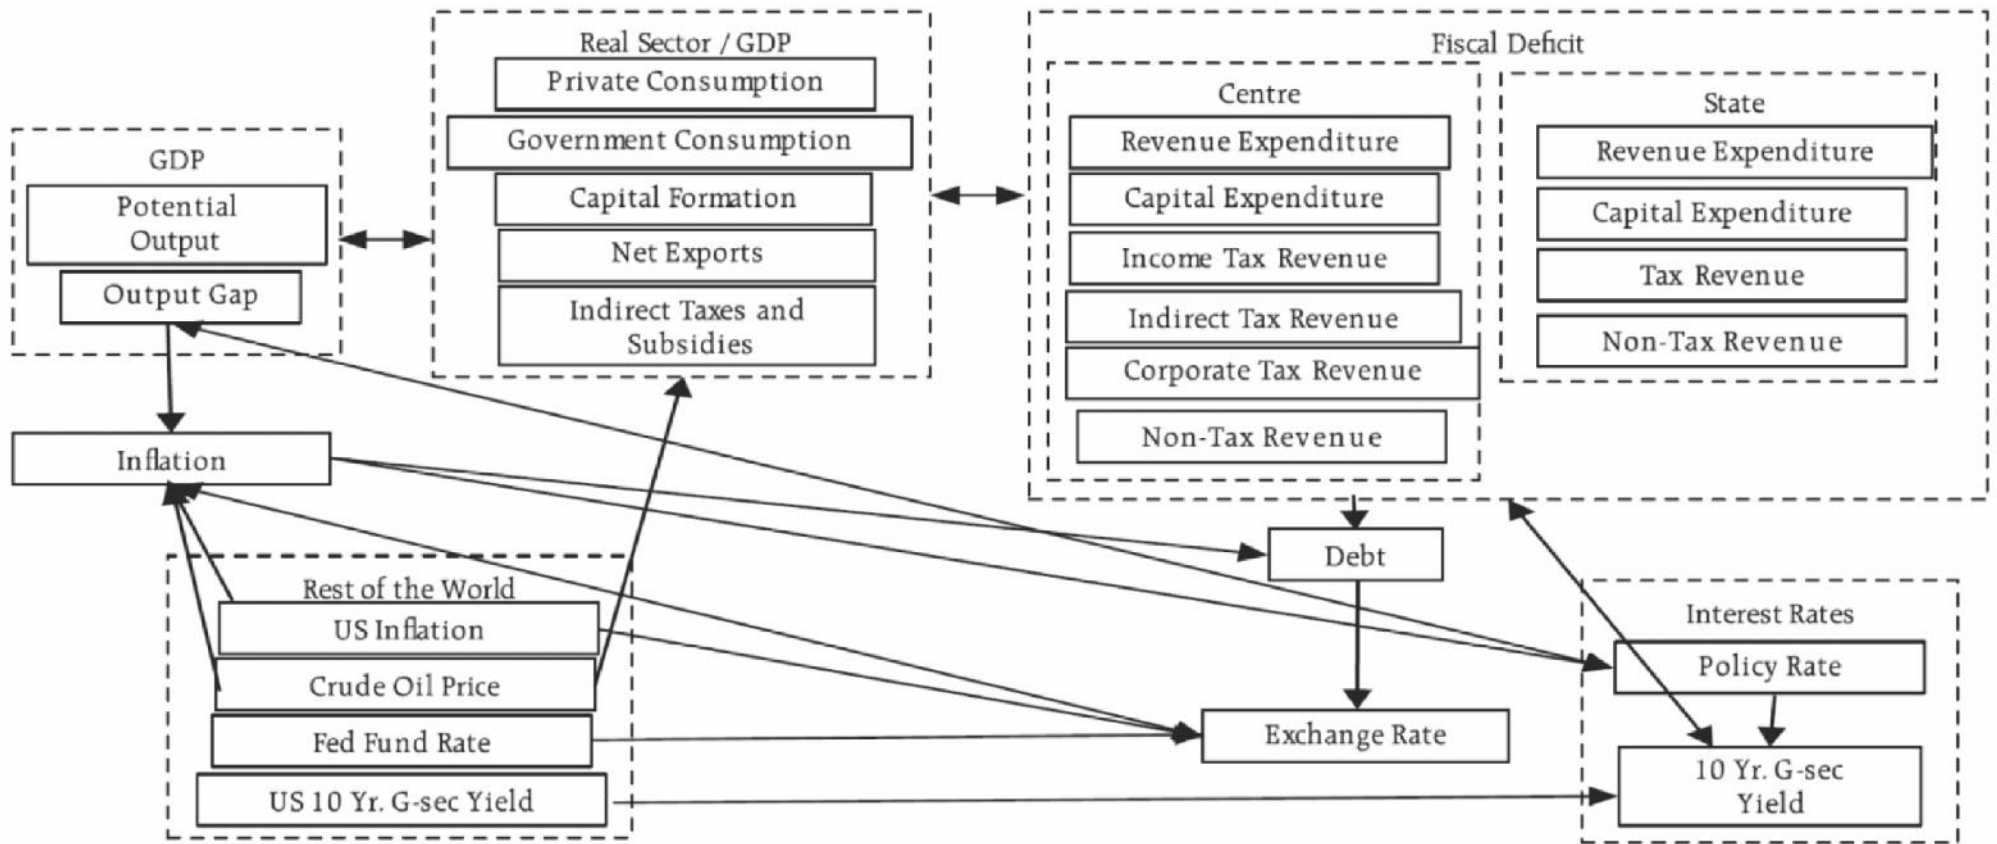 GDP
Potential
Output
Output Gap
Inflation
Real Sector / GDP
Private Consumption
Government Consumption
Capital Formation
Net Exports
Indirect Taxes and
Subsidies
Fiscal Deficit
Centre
Revenue Expenditure
Capital Expenditure
Income Tax Revenue
Indirect Tax Revenue
Corporate Tax Revenue
Non-Tax Revenue
State
Revenue Expenditure
Capital Expenditure
Tax Revenue
Non-Tax Revenue
Rest of the World
US Inflation
Crude Oil Price
Fed Fund Rate
US 10 Yr. G-sec Yield
Debt
Exchange Rate
Interest Rates
Policy Rate
10 Yr. G-sec
Yield